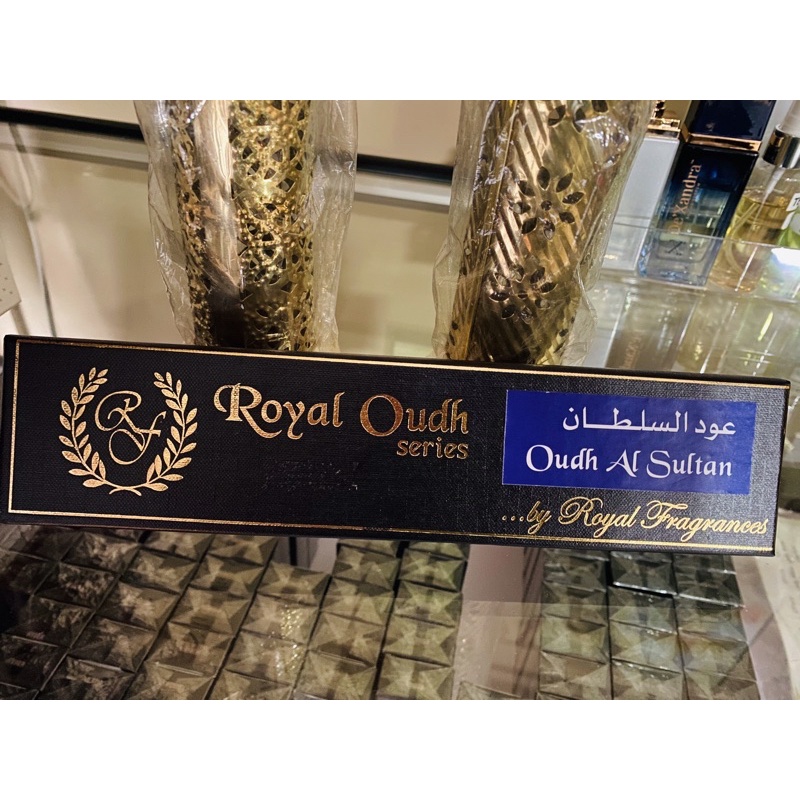 RF
Royal Oudh
series
عود السلطان
Oudh Al Sultan
...by Royal Fragrances